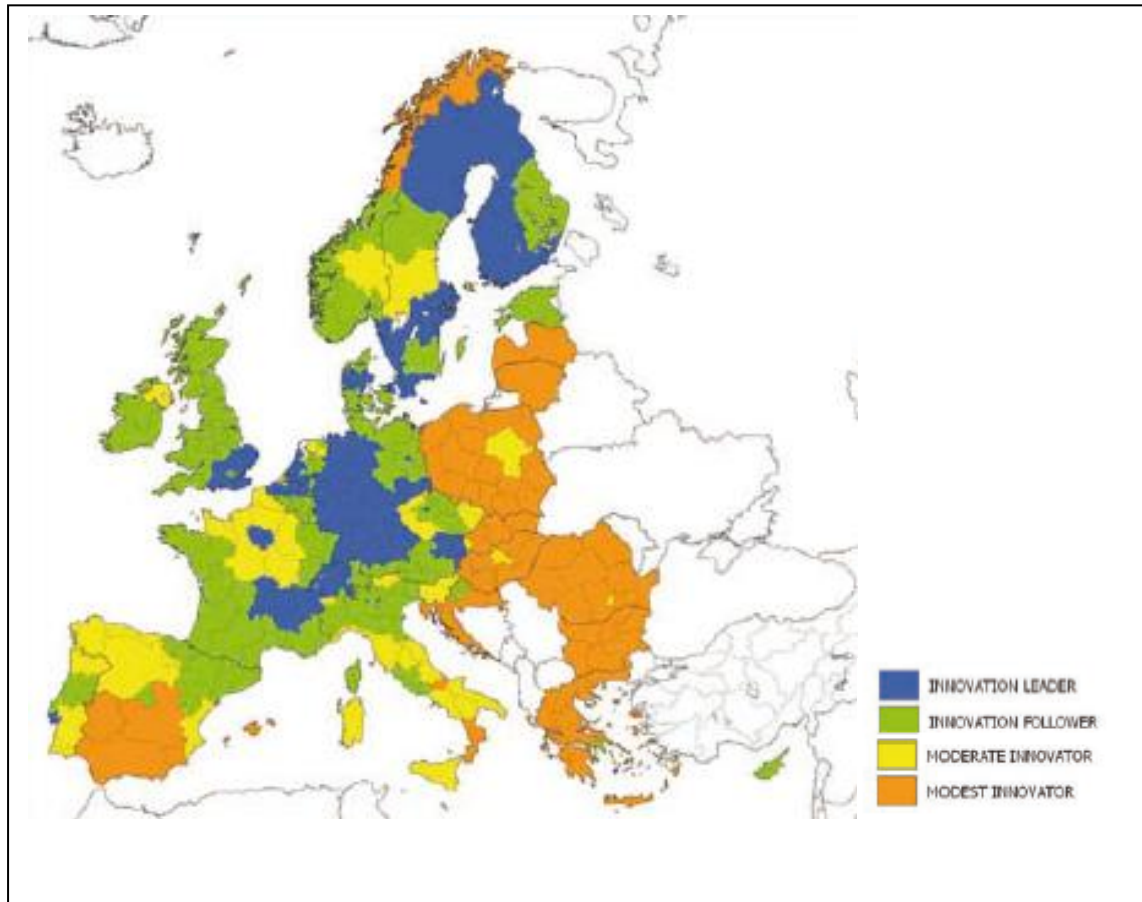 INNOVATION LEADER
INNOVATION FOLLOWER
MODERATE INNOVATOR
MODEST INNOVATOR